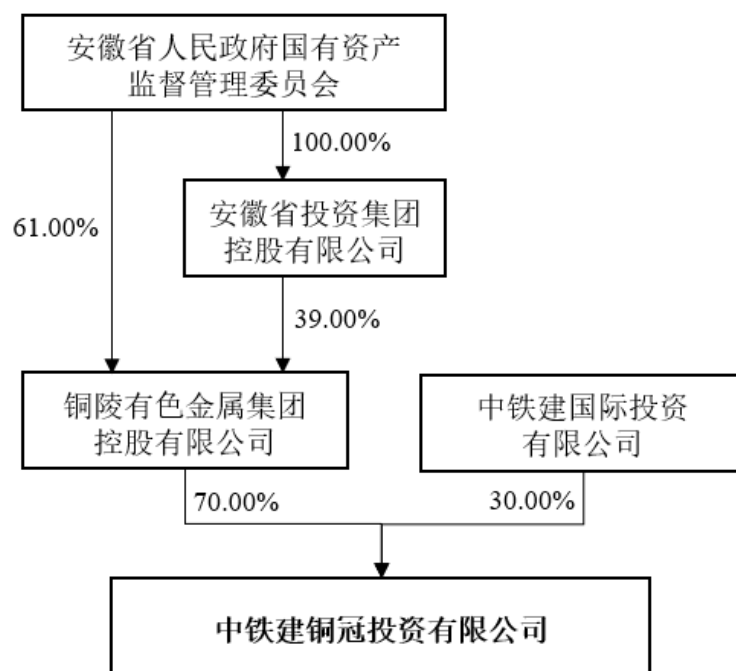 安徽省人民政府国有资产
监督管理委员会
100.00%
61.00%
安徽省投资集团
控股有限公司
39.00%
铜陵有色金属集团
控股有限公司
中铁建国际投资
有限公司
70.00%
30.00%
中铁建铜冠投资有限公司